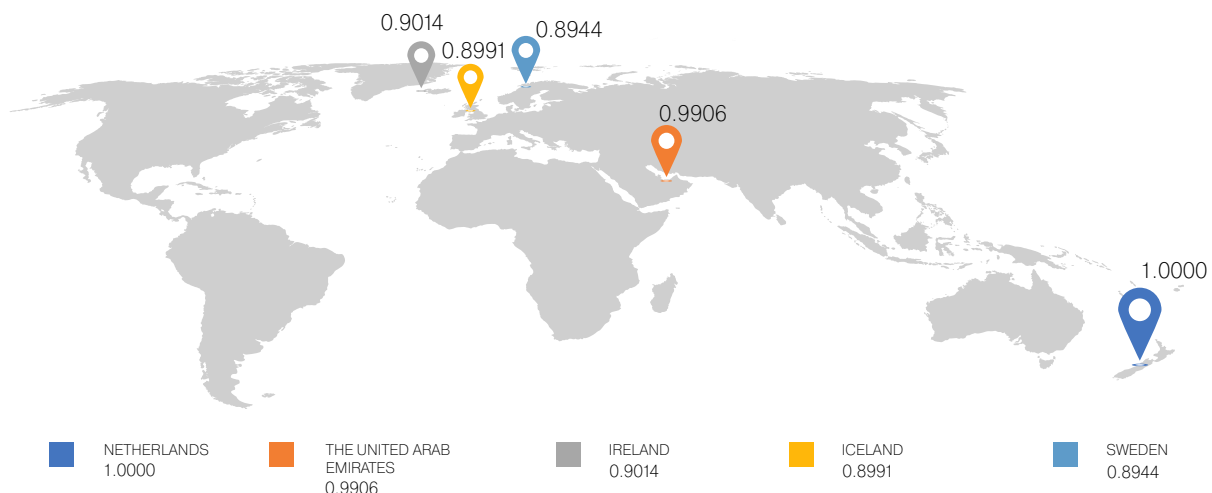 0.9014
0.8991
0.8944
0.9906
1.0000
NETHERLANDS
1.0000
THE UNITED ARAB
EMIRATES
0.9906
IRELAND
0.9014
ICELAND
0.8991
SWEDEN
0.8944